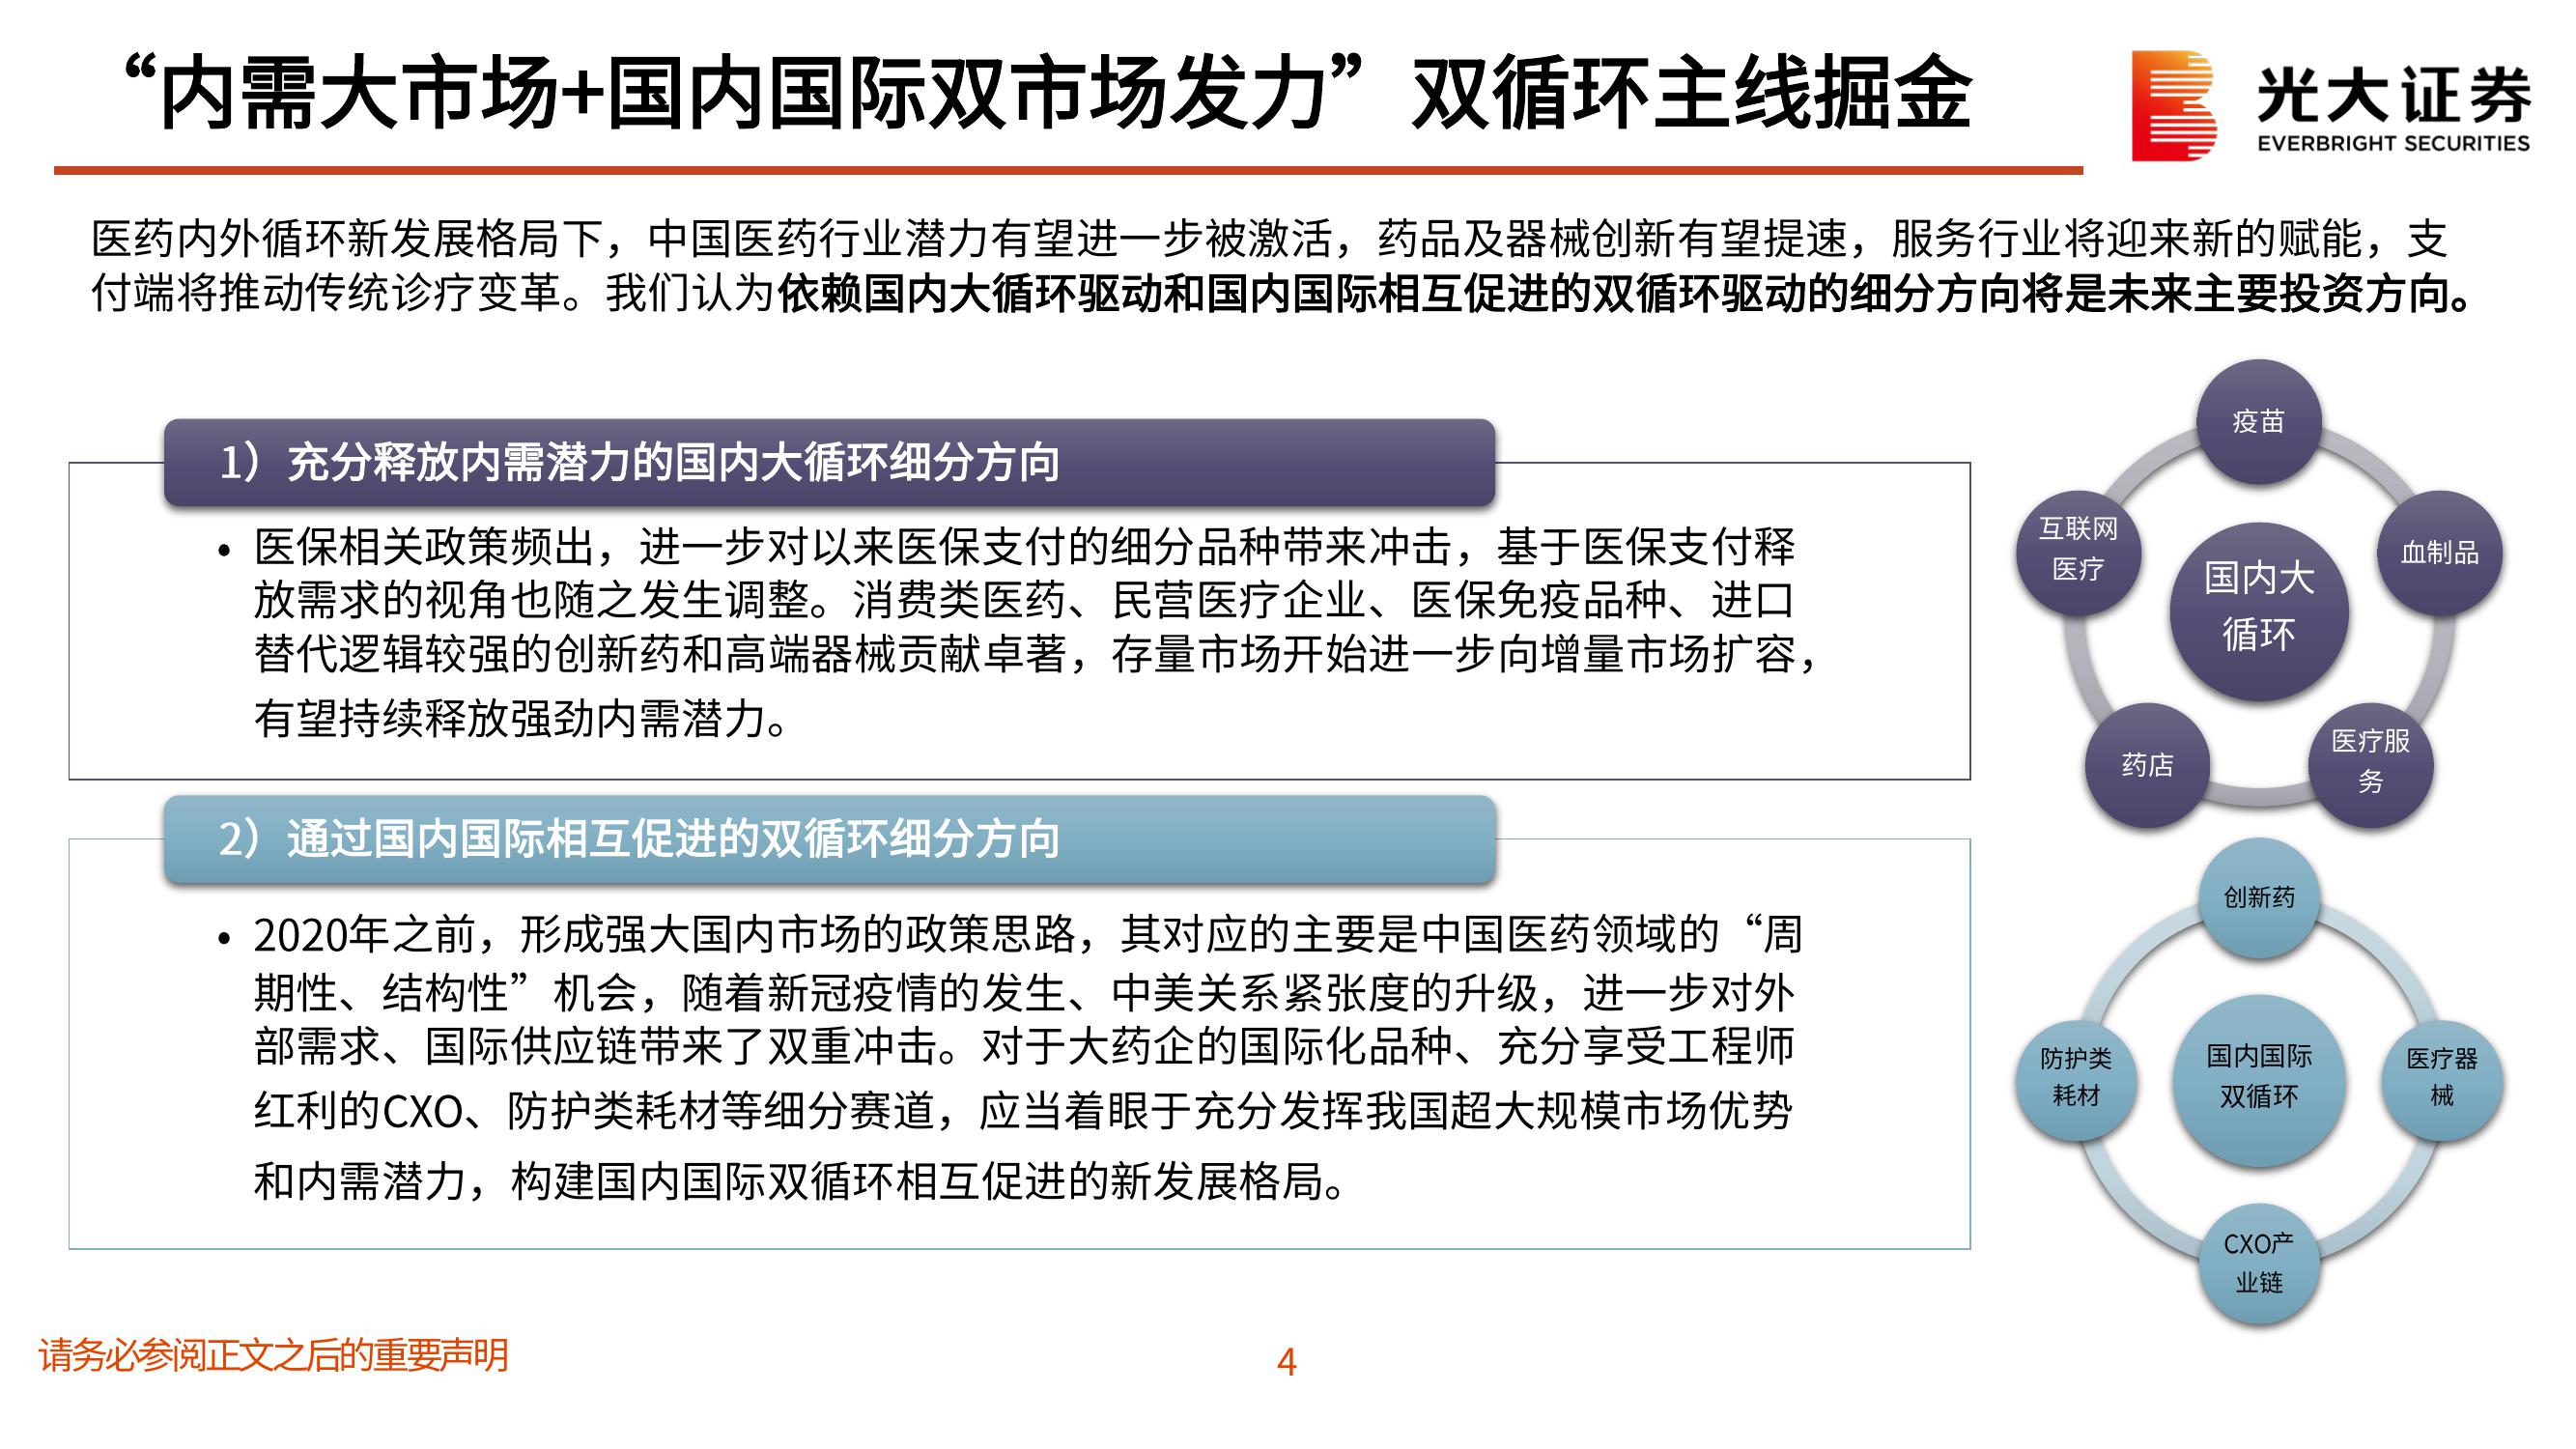 “内需大市场+国内国际双市场发力”双循环主线掘金
光大证券
EVERBRIGHT SECURITIES
医药内外循环新发展格局下，中国医药行业潜力有望进一步被激活，药品及器械创新有望提速，服务行业将迎来新的赋能，支
付端将推动传统诊疗变革。我们认为依赖国内大循环驱动和国内国际相互促进的双循环驱动的细分方向将是未来主要投资方向。
1）充分释放内需潜力的国内大循环细分方向
• 医保相关政策频出，进一步对以来医保支付的细分品种带来冲击，基于医保支付释
放需求的视角也随之发生调整。消费类医药、民营医疗企业、医保免疫品种、进口
替代逻辑较强的创新药和高端器械贡献卓著，存量市场开始进一步向增量市场扩容，
有望持续释放强劲内需潜力。
疫苗
互联网
医疗
血制品
国内大
循环
药店
医疗服
务
2）通过国内国际相互促进的双循环细分方向
• 2020年之前，形成强大国内市场的政策思路，其对应的主要是中国医药领域的“周
期性、结构性”机会，随着新冠疫情的发生、中美关系紧张度的升级，进一步对外
部需求、国际供应链带来了双重冲击。对于大药企的国际化品种、充分享受工程师
红利的CXO、防护类耗材等细分赛道，应当着眼于充分发挥我国超大规模市场优势
和内需潜力，构建国内国际双循环相互促进的新发展格局。
创新药
防护类
耗材
国内国际
双循环
医疗器
械
CXO产
业链
请务必参阅正文之后的重要声明
4